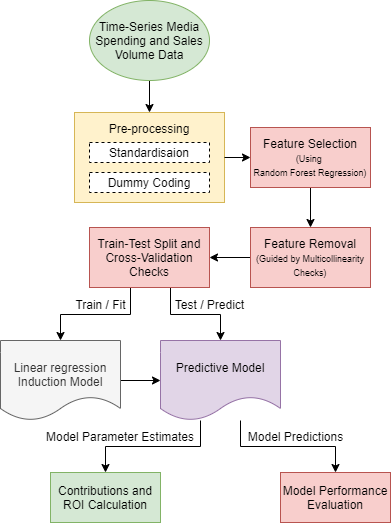 Time-Series Media
Spending and Sales
Volume Data
Pre-processing
Standardisaion
Dummy Coding
Feature Selection
(Using
Random Forest Regression)
Feature Removal
(Guided by Multicollinearity
Checks)
Train-Test Split and
Cross-Validation
Checks
Train / Fit
Test / Predict
Linear regression
Induction Model
Predictive Model
Model Parameter Estimates
Model Predictions
Contributions and
ROI Calculation
Model Performance
Evaluation